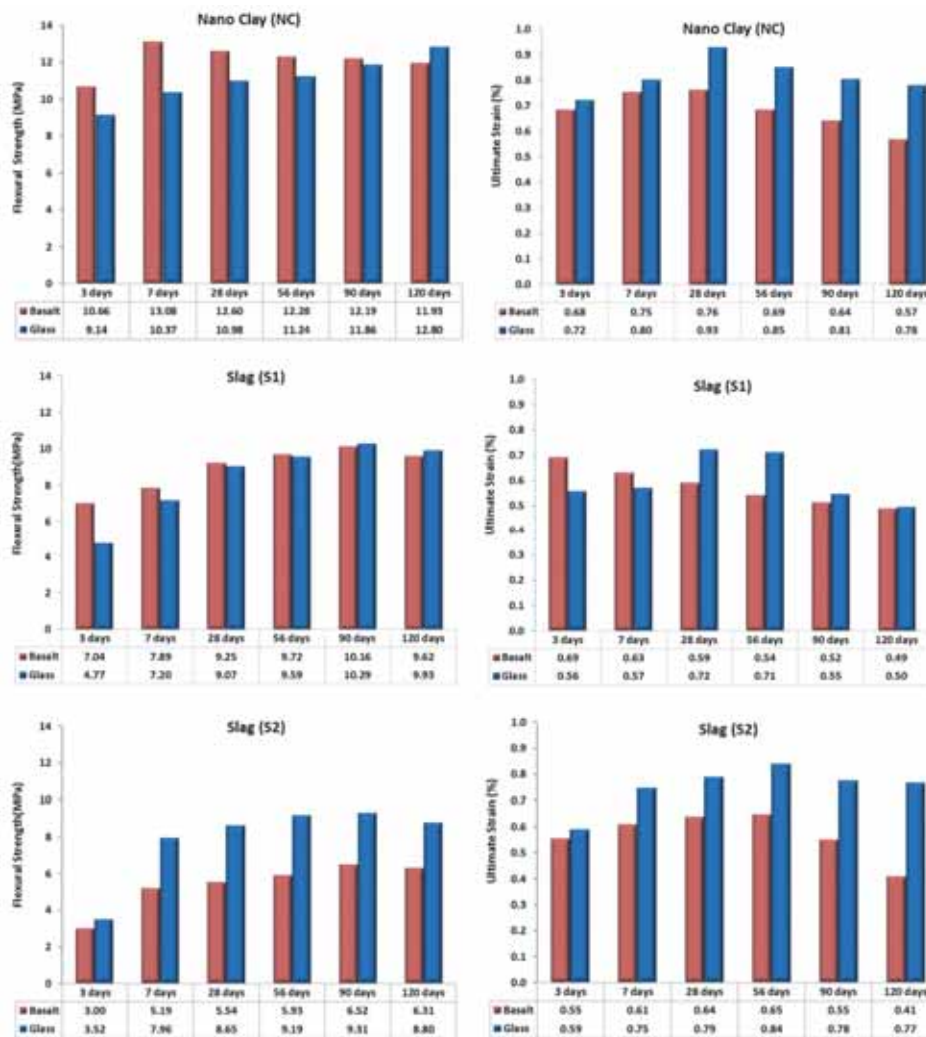 Nano Clay (NC)
14
12
10
8
6
4
2
0
Flexural Strength (MPa)
3 days 7 days 28 days 56 days 90 days 120 days
Basalt 10.66 13.08 12.60 12.28 12.19 11.93
Glass 9.14 10.37 10.98 11.24 11.86 12.80
Nano Clay (NC)
1.0
0.9
0.8
0.7
0.6
0.5
0.4
0.3
0.2
0.1
0.0
Ultimate Strain (%)
3 days 7 days 28 days 56 days 90 days 120 days
Basalt 0.68 0.75 0.76 0.69 0.64 0.57
Glass 0.72 0.80 0.93 0.85 0.81 0.78
Slag (S1)
14
12
10
8
6
4
2
0
Flexural Strength(MPa)
3 days 7 days 28 days 56 days 90 days 120 days
Basalt 7.04 7.89 9.25 9.72 10.16 9.62
Glass 4.77 7.20 9.07 9.59 10.29 9.93
Slag (S1)
1.0
0.9
0.8
0.7
0.6
0.5
0.4
0.3
0.2
0.1
0.0
Ultimate Strain (%)
3 days 7 days 28 days 56 days 90 days 120 days
Basalt 0.69 0.63 0.59 0.54 0.52 0.49
Glass 0.56 0.57 0.72 0.71 0.55 0.50
Slag (S2)
14
12
10
8
6
4
2
0
Flexural Strength(MPa)
3 days 7 days 28 days 56 days 90 days 120 days
Basalt 3.00 5.19 5.54 5.93 6.52 6.31
Glass 3.52 7.96 8.65 9.19 9.31 8.80
Slag (S2)
1.0
0.9
0.8
0.7
0.6
0.5
0.4
0.3
0.2
0.1
0.0
Ultimate Strain (%)
3 days 7 days 28 days 56 days 90 days 120 days
Basalt 0.55 0.61 0.64 0.65 0.55 0.41
Glass 0.59 0.75 0.79 0.84 0.78 0.77